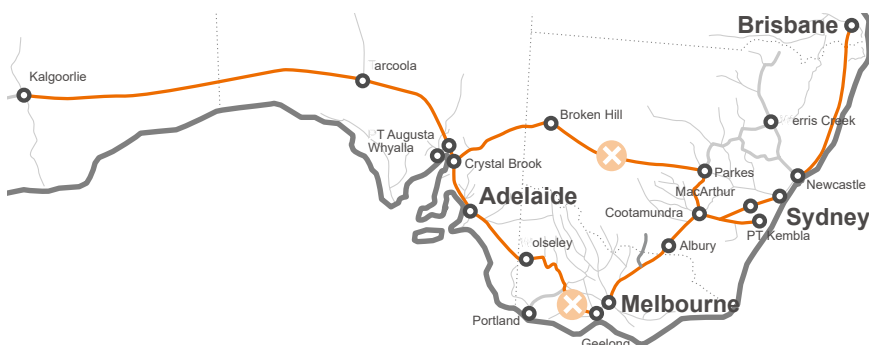 Brisbane
Kalgoorlie
Tarcoola
Broken Hill
erris Creek
PT Augusta
Whyalla
Crystal Brook
Parkes
Newcastle
MacArthur
Adelaide
Cootamundra
Sydney
PT Kembla
olseley
Albury
Melbourne
Portland
Geelong